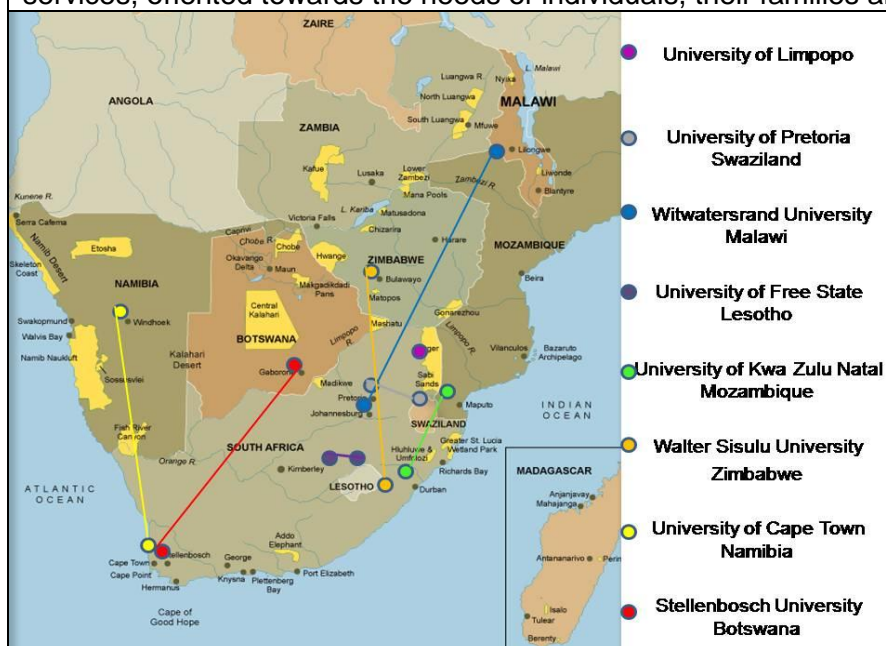 services, oriented towards the needs of individuals, their families
ZAIRE
Luangwa R.
L. Malawi
Nyika
North Luangwa
MALAWI
ANGOLA
South Luangwa
Mfuwe
ZAMBIA
Lilongwe
Kafue
Lusaka
Lower
Zambezi
Liwonde
Zambezi R.
Blantyre
Mana Pools
Kunene R.
L. Kariba
Matusadona
Serra Cafema
Victoria Falls
Chizarira
Caprivi
Chobe R.
Harare
MOZAMBIQUE
Etosha
Chobe
Okavango
Delta
Hwange
ZIMBABWE
Skeleton
Coast
Namib Desert
Maun
Bulawayo
Beira
NAMIBIA
Makgadikdadi
Pans
Matopos
Central
Kalahari
Gonarezhou
Swakopmund
Windhoek
Mashatu
Walvis Bay
BOTSWANA
Limpopo
R.
Limpopo R.
Vilanculos
Bazaruto
Archipelago
Namib Naukluft
Kalahari
Desert
Sossusvlei
Gaborone
Madikwe
Sabi
Sands
Pretoria
Johannesburg
Maputo
INDIAN
OCEAN
SWAZILAND
Fish River
Canyon
SOUTH AFRICA
Greater St. Lucia
Wetland Park
Hluhluwe &
Umfolozi
Orange R.
Kimberley
Richards Bay
LESOTHO
Durban
MADAGASCAR
ATLANTIC
OCEAN
Anjanjavay
Mahajanga
Addo
Elephant
Stellenbosch
Cape Town
George
Antananarivo
Cape Point
Knysna
Plettenberg
Bay
Port Elizabeth
Hermanus
Isalo
Cape of
Good Hope
Tulear
Berenty
University of Limpopo
University of Pretoria
Swaziland
Witwatersrand University
Malawi
University of Free State
Lesotho
University of Kwa Zulu Natal
Mozambique
Walter Sisulu University
Zimbabwe
University of Cape Town
Namibia
Stellenbosch University
Botswana